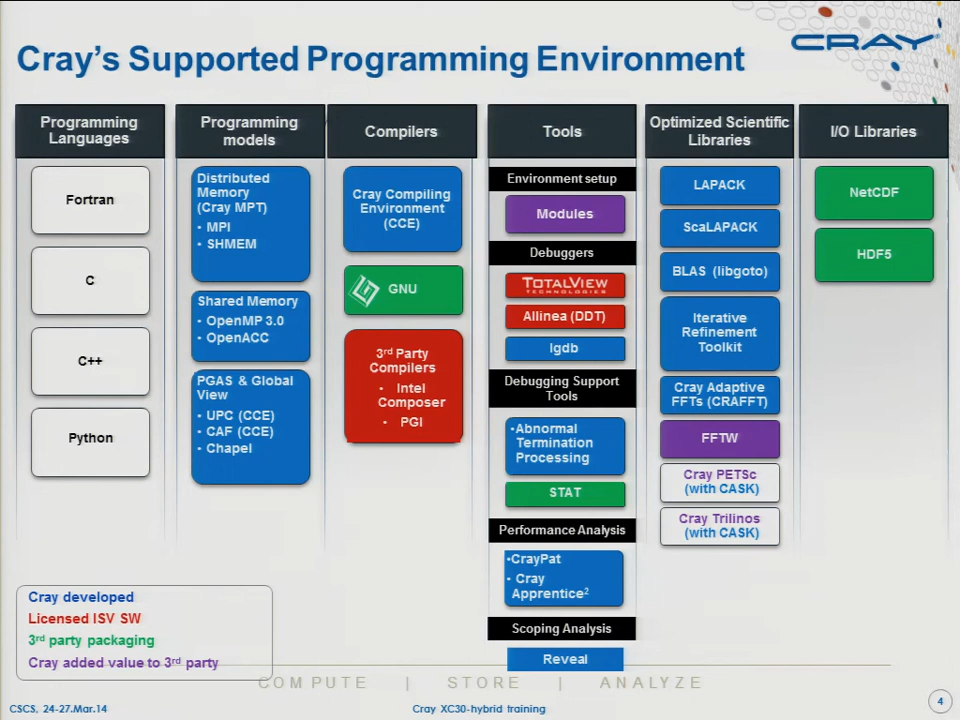 CRAY
Cray's Supported Programming Environment
Programming
Languages
Fortran
C
C++
Python
Programming
models
Distributed
Memory
(Cray MPT)
• MPI
• SHMEM
Shared Memory
• OpenMP 3.0
• OpenACC
PGAS & Global
View
• UPC (CCE)
• CAF (CCE)
• Chapel
Compilers
Cray Compiling
Environment
(CCE)
GNU
3rd Party
Compilers
• Intel
Composer
• PGI
Tools
Environment setup
Modules
Debuggers
TOTALVIEW
TECHNOLOGIES
Allinea (DDT)
lgdb
Debugging Support
Tools
•Abnormal
Termination
Processing
STAT
Performance Analysis
•CrayPat
• Cray
Apprentice2
Scoping Analysis
Reveal
Optimized Scientific
Libraries
LAPACK
ScaLAPACK
BLAS (libgoto)
Iterative
Refinement
Toolkit
Cray Adaptive
FFTs (CRAFFT)
FFTW
Cray PETSc
(with CASK)
Cray Trilinos
(with CASK)
I/O Libraries
NetCDF
HDF5
Cray developed
Licensed ISV SW
3rd party packaging
Cray added value to 3rd party
COMPUTE | STORE | ANALYZE
CSCS, 24-27.Mar.14
Cray XC30-hybrid training
4